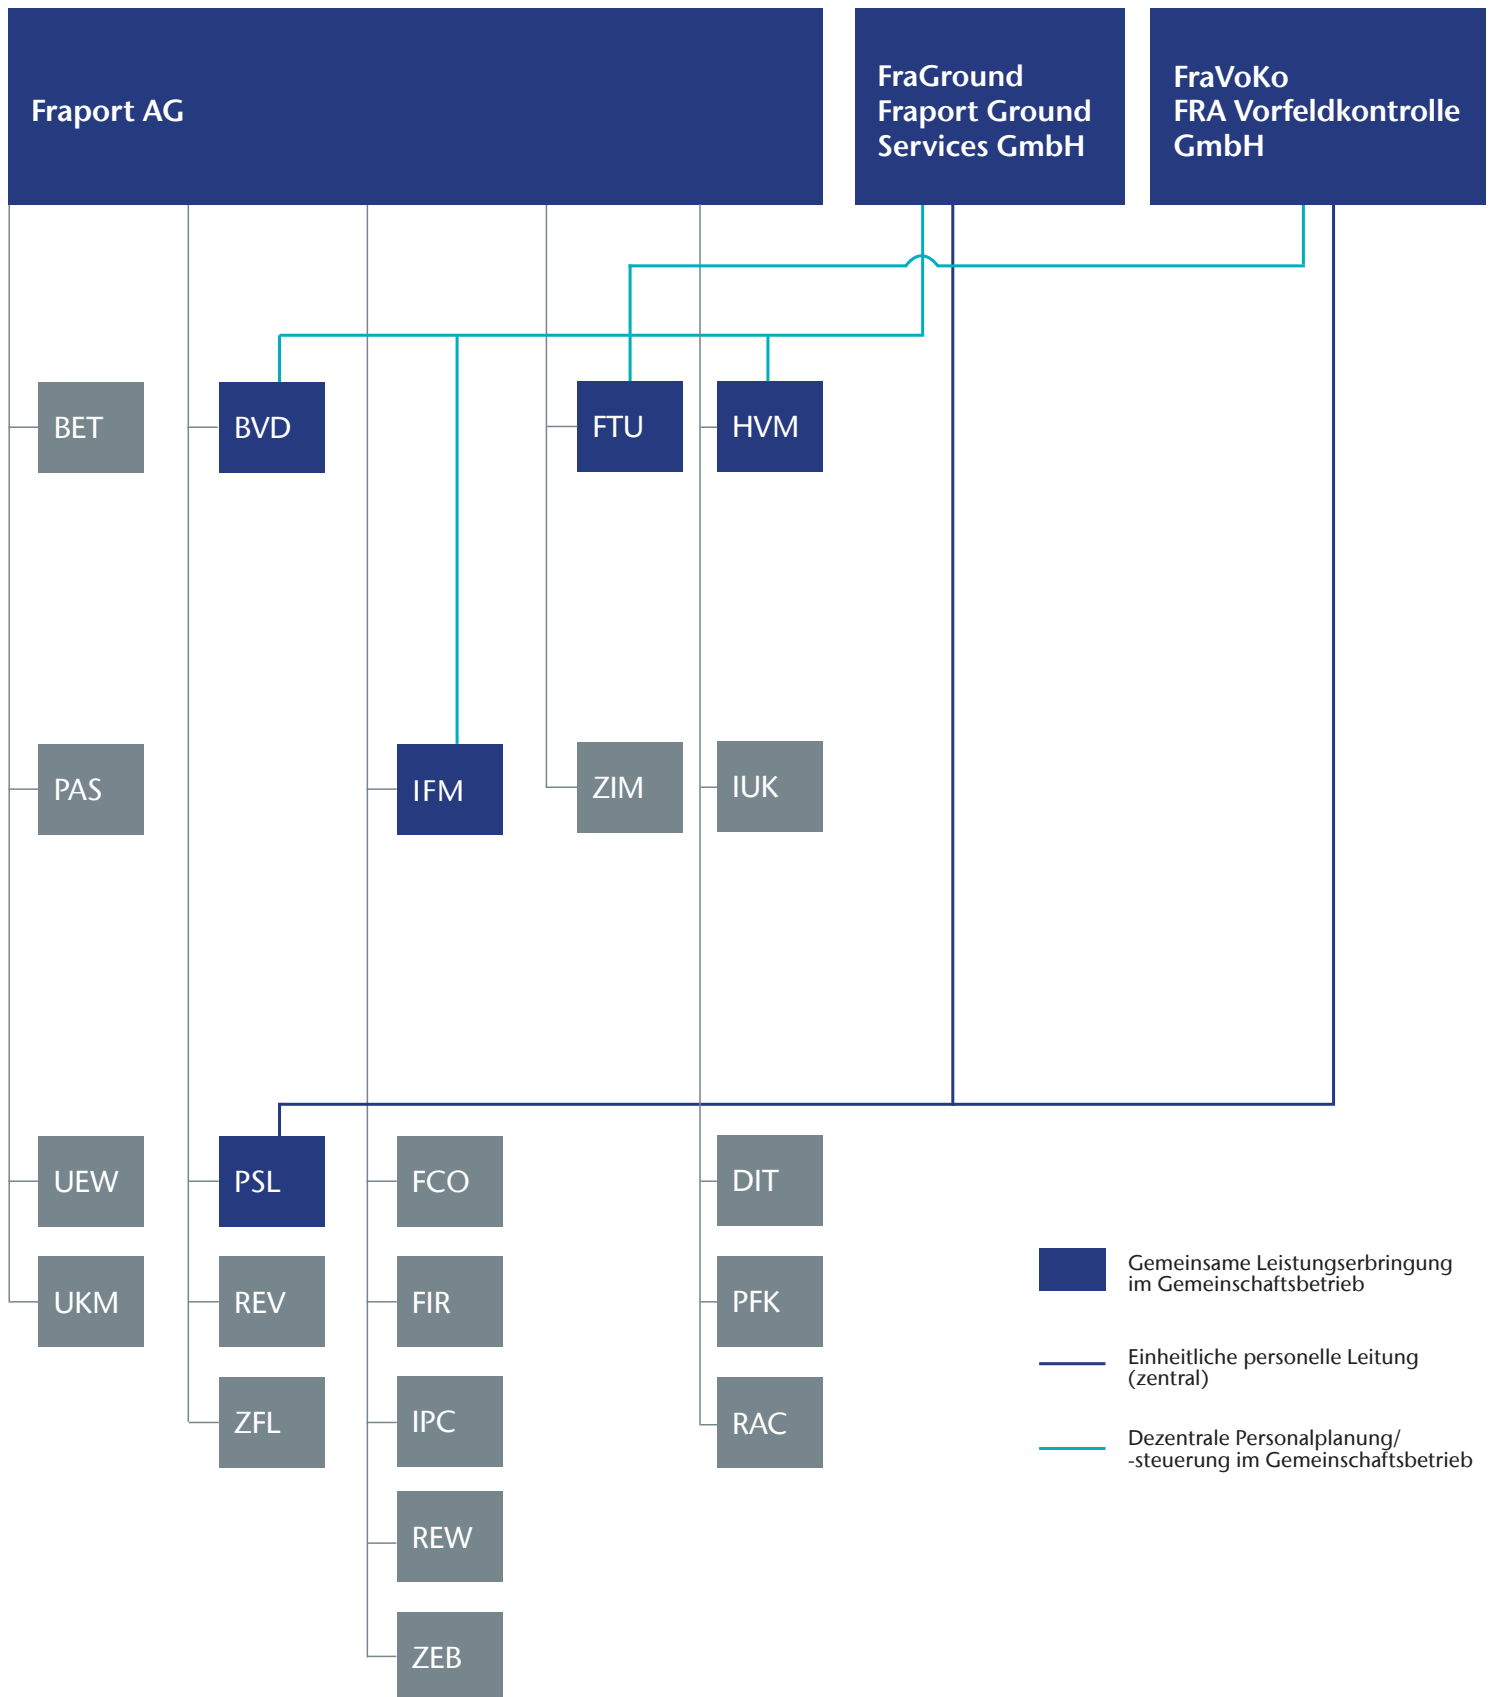 Fraport AG
FraGround
Fraport Ground
Services GmbH
FraVoKo
FRA Vorfeldkontrolle
GmbH
BET
BVD
FTU
HVM
PAS
IFM
ZIM
IUK
UEW
PSL
FCO
DIT
UKM
REV
FIR
PFK
ZFL
IPC
RAC
REW
ZEB
Gemeinsame Leistungserbringung
im Gemeinschaftsbetrieb
Einheitliche personelle Leitung
(zentral)
Dezentrale Personalplanung/
-steuerung im Gemeinschaftsbetrieb